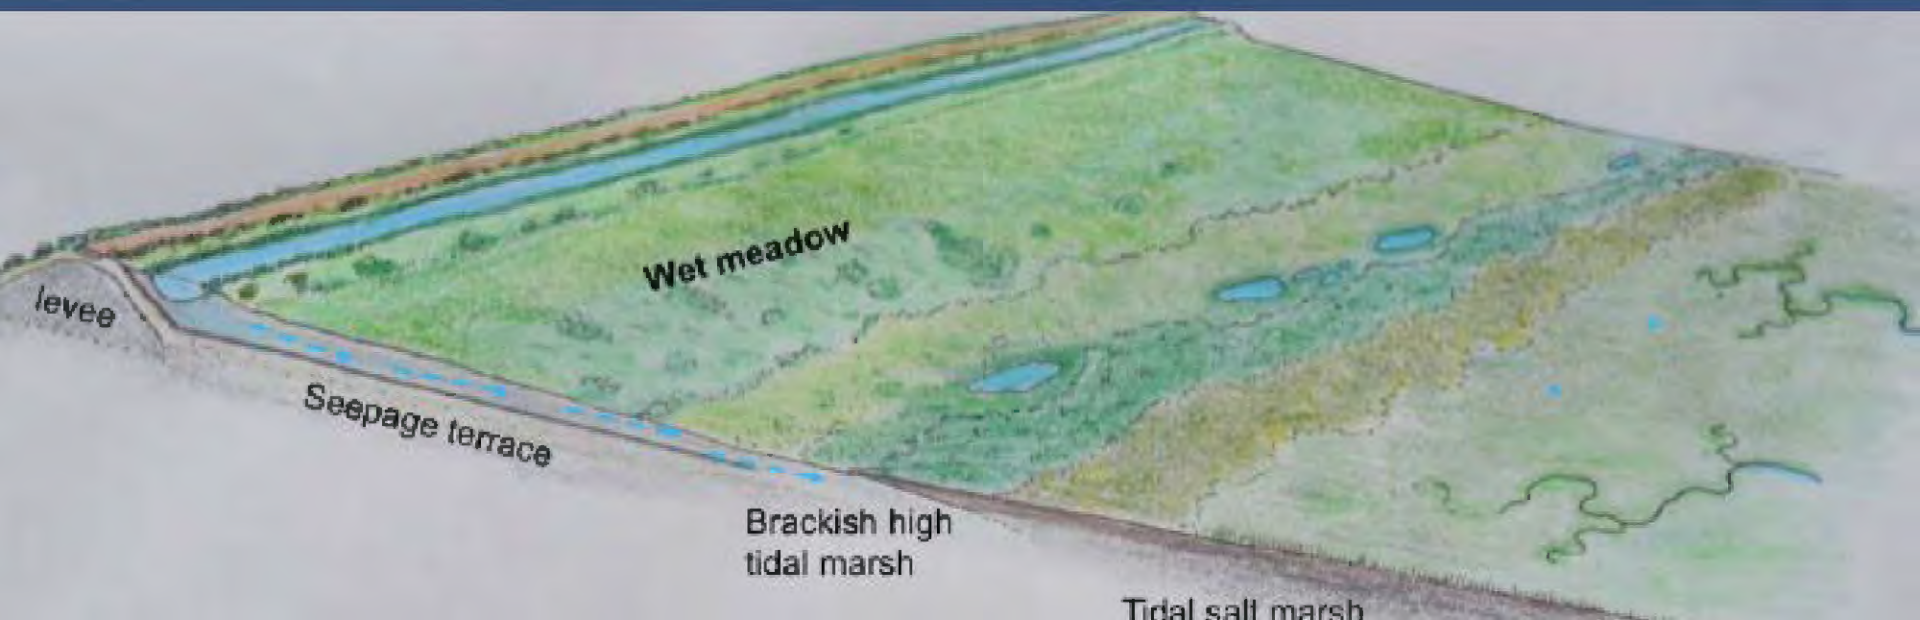 Wet meadow
levee
Seepage terrace
Brackish high
tidal marsh
Tidal salt marsh